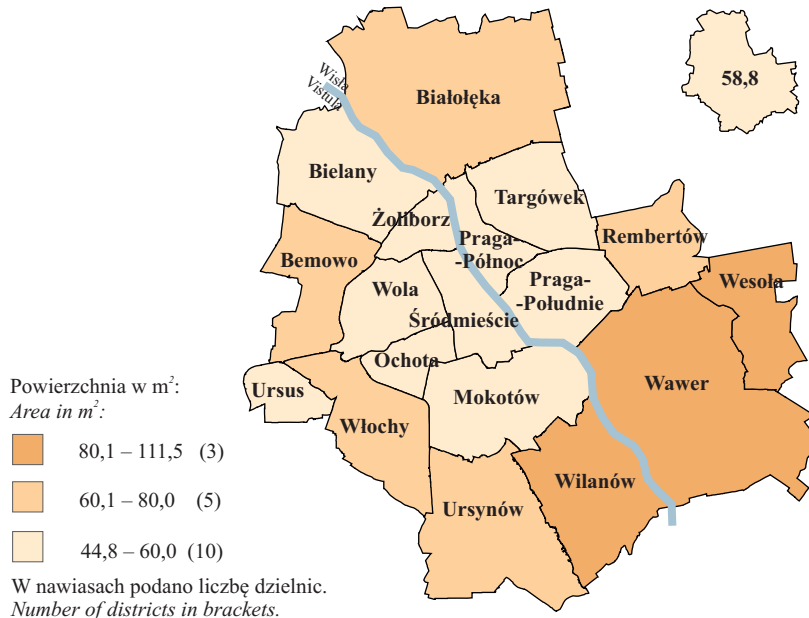 Wisła
Vistula
Białołęka
58,8
Bielany
Targówek
Żoliborz
Praga-
-Północ
Rembertów
Bemowo
Wesoła
Wola
Praga-
-Południe
Śródmieście
Ochota
Ursus
Mokotów
Wawer
Włochy
Wilanów
Ursynów
Powierzchnia w m²:
Area in m²:
80,1 – 111,5 (3)
60,1 – 80,0 (5)
44,8 – 60,0 (10)
W nawiasach podano liczbę dzielnic.
Number of districts in brackets.